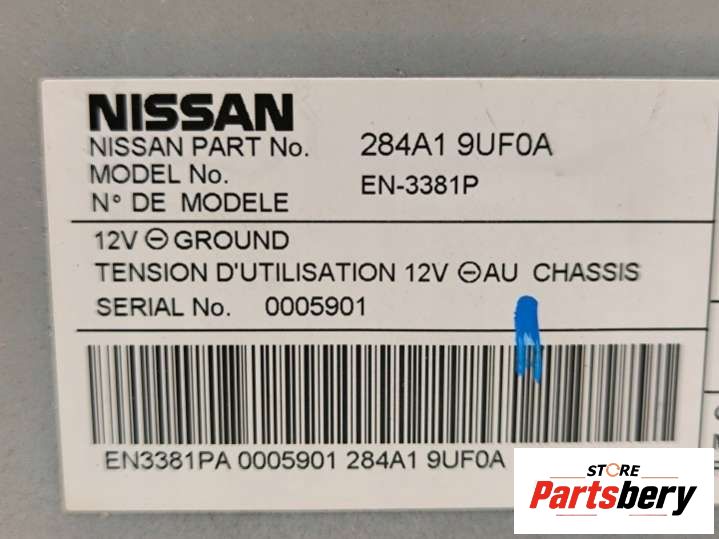 NISSAN
NISSAN PART No. 284A1 9UF0A
MODEL No. EN-3381P
N° DE MODELE
12V ⊖ GROUND
TENSION D'UTILISATION 12V ⊖ AU CHASSIS
SERIAL No. 0005901
EN3381PA 0005901 284A1 9UF0A
STORE
Partsbery